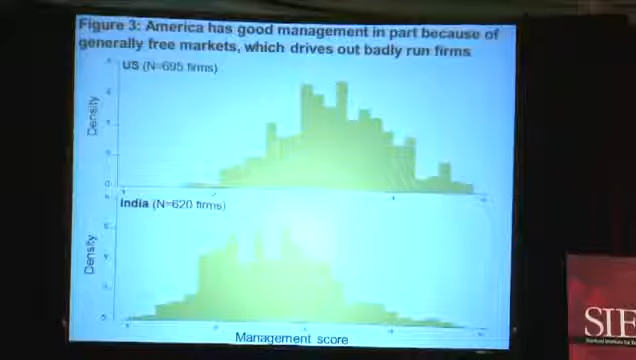 Figure 3: America has good management in part because of
generally free markets, which drives out badly run firms
US (N=695 firms)
Density
India (N=620 firms)
Density
Management score
SIE